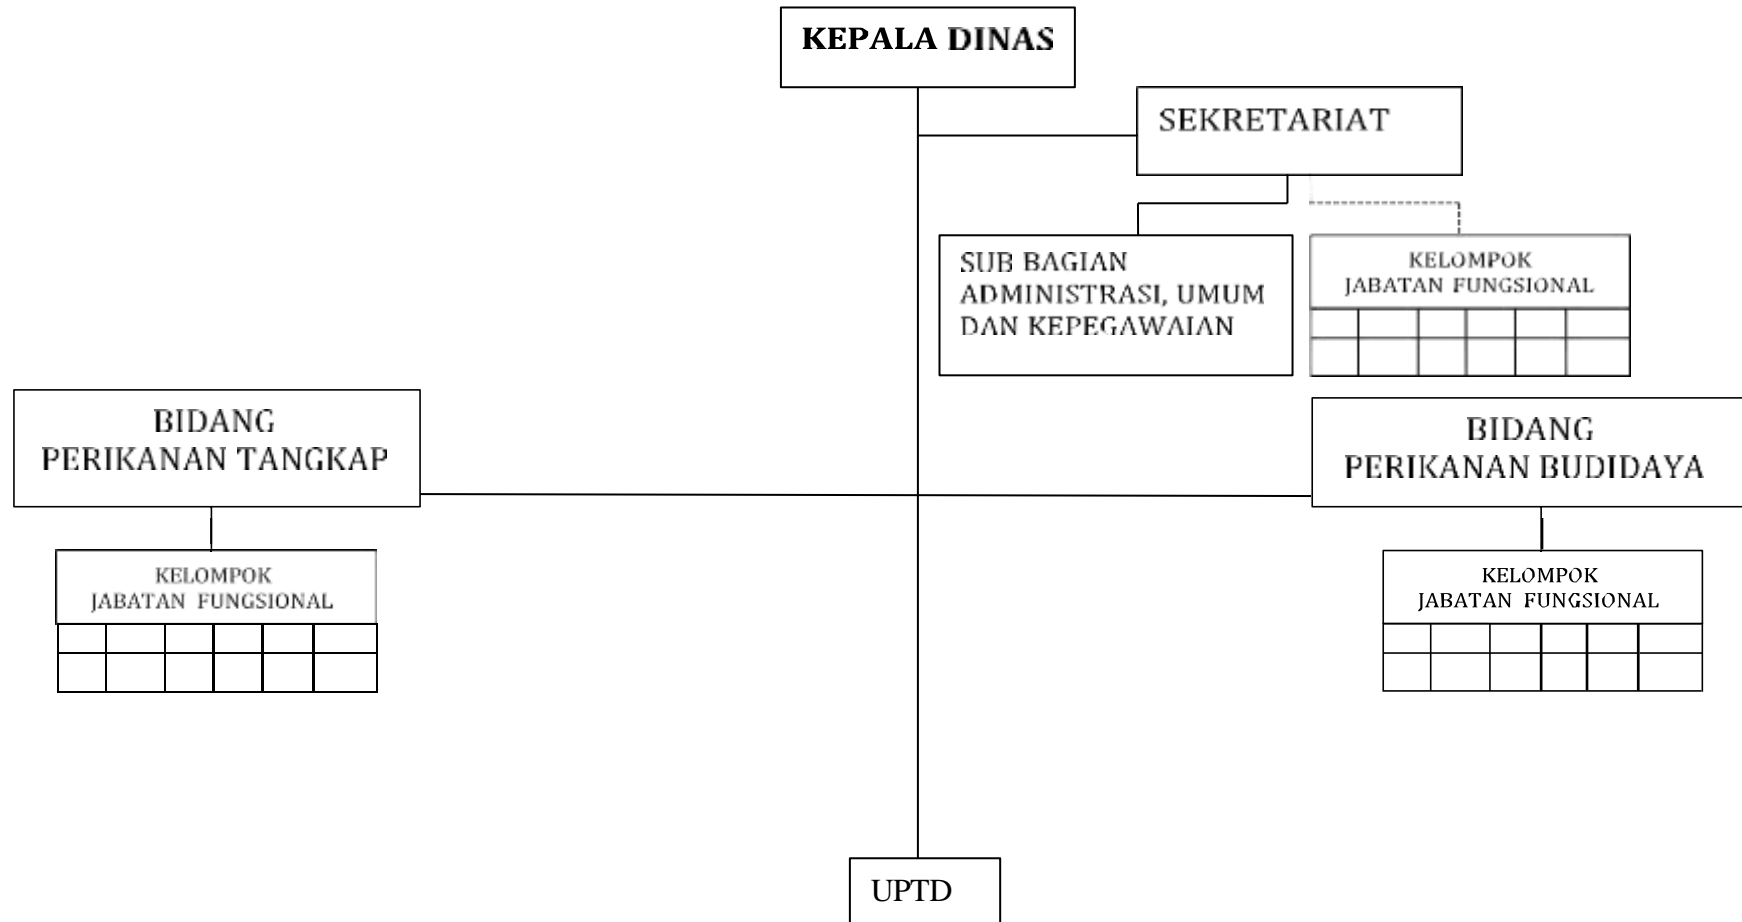 KEPALA DINAS
SEKRETARIAT
SUB BAGIAN
ADMINISTRASI, UMUM
DAN KEPEGAWAIAN
KELOMPOK
JABATAN FUNGSIONAL
BIDANG
PERIKANAN TANGKAP
BIDANG
PERIKANAN BUDIDAYA
KELOMPOK
JABATAN FUNGSIONAL
KELOMPOK
JABATAN FUNGSIONAL
UPTD